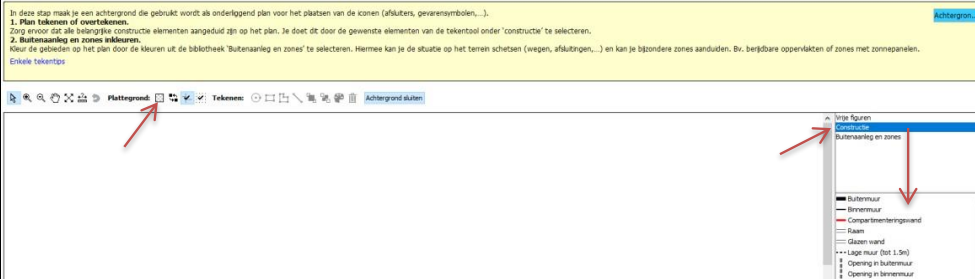 In deze stap maak je een achtergrond die gebruikt wordt als onderliggend plan voor het plaatsen van de iconen (afsluiters, gevarensymbolen,...).
Achtergron..
1. Plan tekenen of overtekenen.
Zorg ervoor dat alle belangrijke constructie elementen aangeduid zijn op het plan. Je doet dit door de gewenste elementen van de tekentool onder 'constructie' te selecteren.
2. Buitenaanleg en zones inkleuren.
Kleur de gebieden op het plan door de kleuren uit de bibliotheek 'Buitenaanleg en zones' te selecteren. Hiermee kan je de situatie op het terrein schetsen (wegen, afsluitingen,...) en kan je bijzondere zones aanduiden. Bv. berijdbare oppervlakten of zones met zonnepanelen.
Enkele tekentips
Plattegrond: Tekenen: Achtergrond sluiten
Vrije figuren
Constructie
Buitenaanleg en zones
Buitenmuur
Binnenmuur
Compartimenteringswand
Raam
Glazen wand
Lage muur (tot 1.5m)
Opening in buitenmuur
Opening in binnenmuur